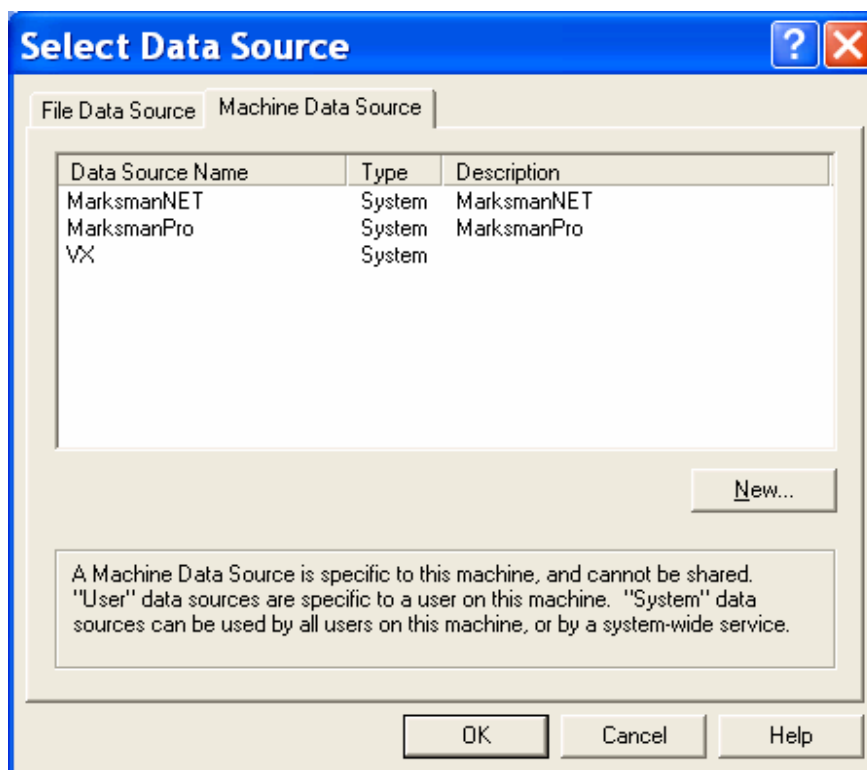 Select Data Source
File Data Source Machine Data Source
Data Source Name Type Description
MarksmanNET System MarksmanNET
MarksmanPro System MarksmanPro
VX System
New...
A Machine Data Source is specific to this machine, and cannot be shared.
"User" data sources are specific to a user on this machine. "System" data
sources can be used by all users on this machine, or by a system-wide service.
OK Cancel Help